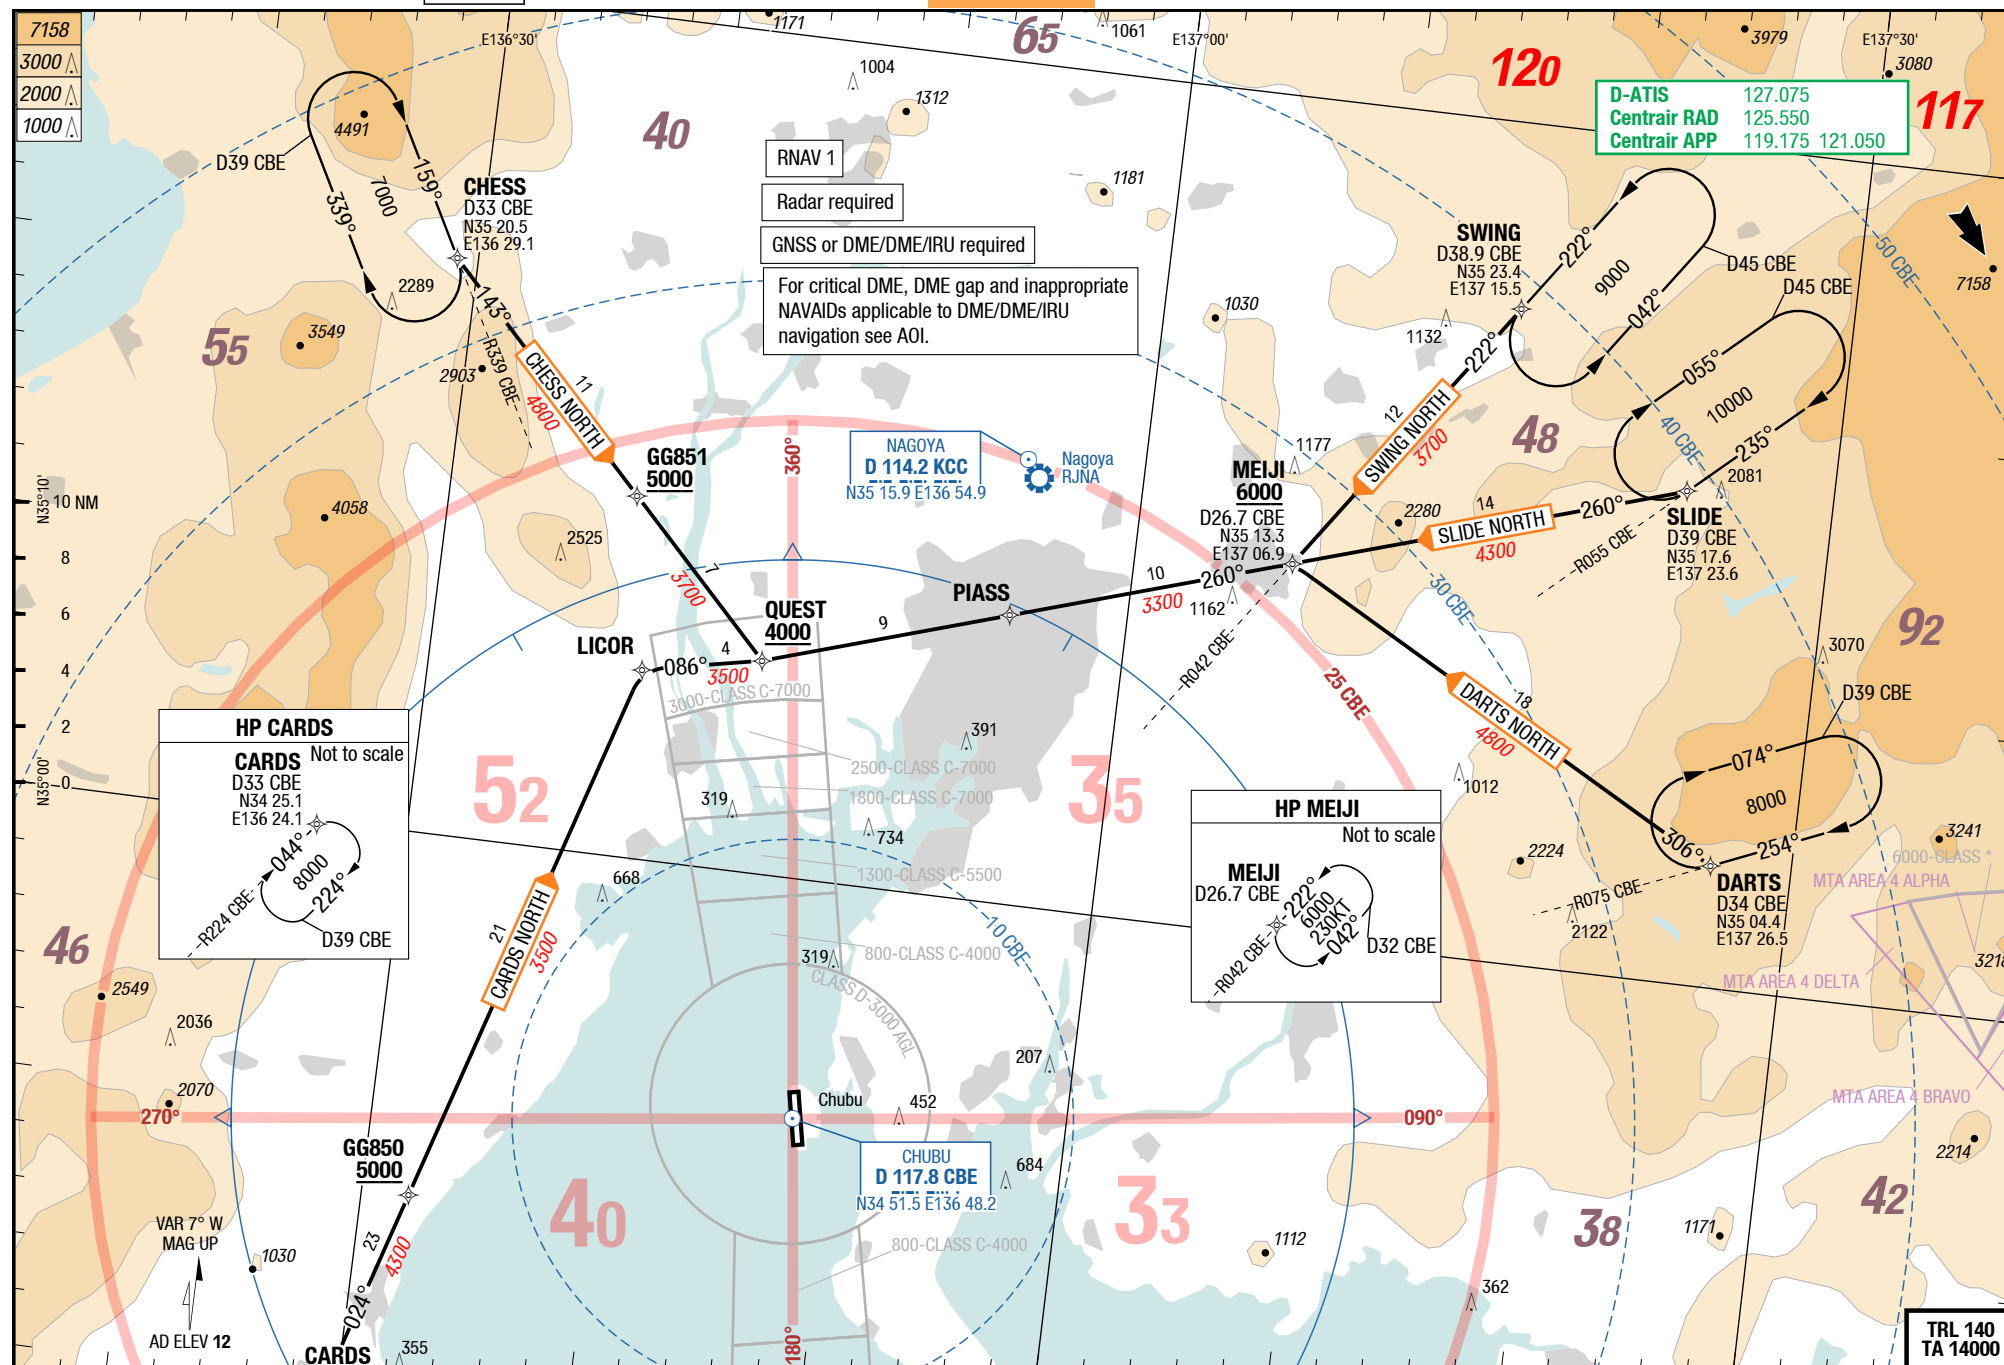 7158
3000
2000
1000
1171
E136°30'
65
1061
E137°00'
3979
E137°30'
3080
120
117
D-ATIS 127.075
Centrair RAD 125.550
Centrair APP 119.175 121.050
4491
D39 CBE
159°
7000
339°
CHESS
D33 CBE
N35 20.5
E136 29.1
2289
40
1004
1312
1181
RNAV 1
Radar required
GNSS or DME/DME/IRU required
For critical DME, DME gap and inappropriate
NAVAIDs applicable to DME/DME/IRU
navigation see AOI.
SWING
D38.9 CBE
N35 23.4
E137 15.5
222°
9000
042°
D45 CBE
D45 CBE
50 CBE
7158
143°
R339 CBE
55
3549
2903
CHESS NORTH
11
4800
1030
1132
222°
12
SWING NORTH
3700
48
055°
10000
235°
40 CBE
2081
GG851
5000
360°
NAGOYA
D 114.2 KCC
N35 15.9 E136 54.9
Nagoya
RJNA
MEIJI
6000
D26.7 CBE
N35 13.3
E137 06.9
1177
2280
14
SLIDE NORTH
4300
260°
SLIDE
D39 CBE
N35 17.6
E137 23.6
R055 CBE
N35°10'
10 NM
8
6
4
2
0
N35°00'
4058
2525
7
3700
QUEST
4000
LICOR
086°
4
3500
9
PIASS
10
3300
260°
1162
R042 CBE
30 CBE
25 CBE
92
3070
D39 CBE
3000-CLASS C-7000
2500-CLASS C-7000
1800-CLASS C-7000
1300-CLASS C-5500
800-CLASS C-4000
CLASS D-3000 AGL
HP CARDS
Not to scale
CARDS
D33 CBE
N34 25.1
E136 24.1
044°
8000
224°
R224 CBE
D39 CBE
52
35
391
319
734
668
319
10 CBE
18
DARTS NORTH
4800
074°
8000
254°
306°
1012
2224
3241
6000-CLASS *
MTA AREA 4 ALPHA
DARTS
D34 CBE
N35 04.4
E137 26.5
R075 CBE
2122
3218
MTA AREA 4 DELTA
MTA AREA 4 BRAVO
HP MEIJI
Not to scale
MEIJI
D26.7 CBE
222°
6000
230KT
042°
R042 CBE
D32 CBE
46
2549
2036
2070
21
CARDS NORTH
3500
270°
090°
Chubu
452
207
CHUBU
D 117.8 CBE
N34 51.5 E136 48.2
684
GG850
5000
40
33
38
42
2214
1171
1112
362
800-CLASS C-4000
VAR 7° W
MAG UP
1030
AD ELEV 12
23
4300
024°
CARDS
355
180°
TRL 140
TA 14000